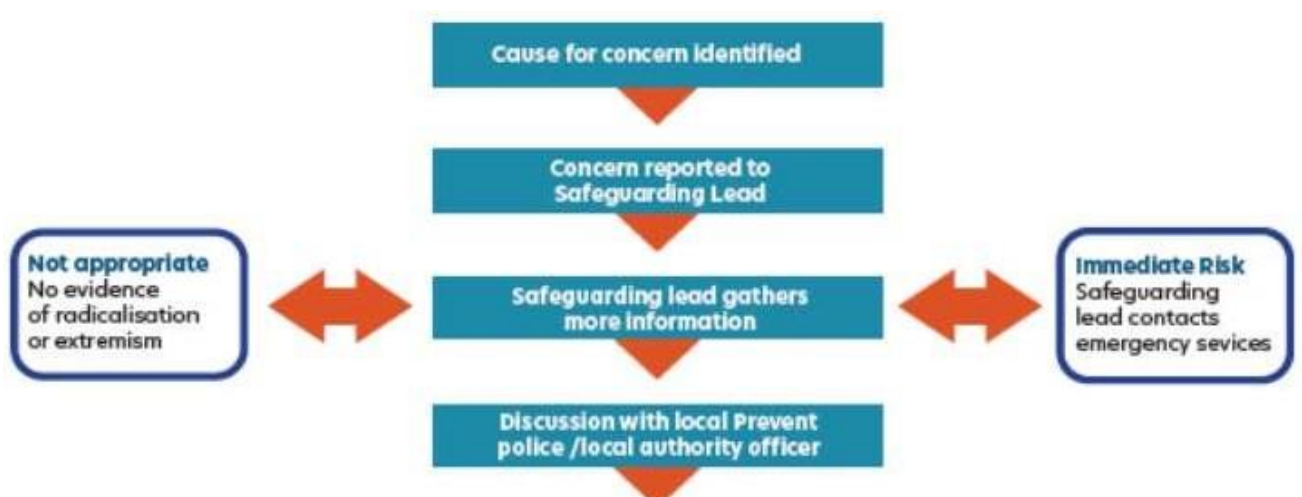 Cause for concern identified
Concern reported to
Safeguarding Lead
Not appropriate
No evidence
of radicalisation
or extremism
Safeguarding lead gathers
more information
Immediate Risk
Safeguarding
lead contacts
emergency sevices
Discussion with local Prevent
police /local authority officer